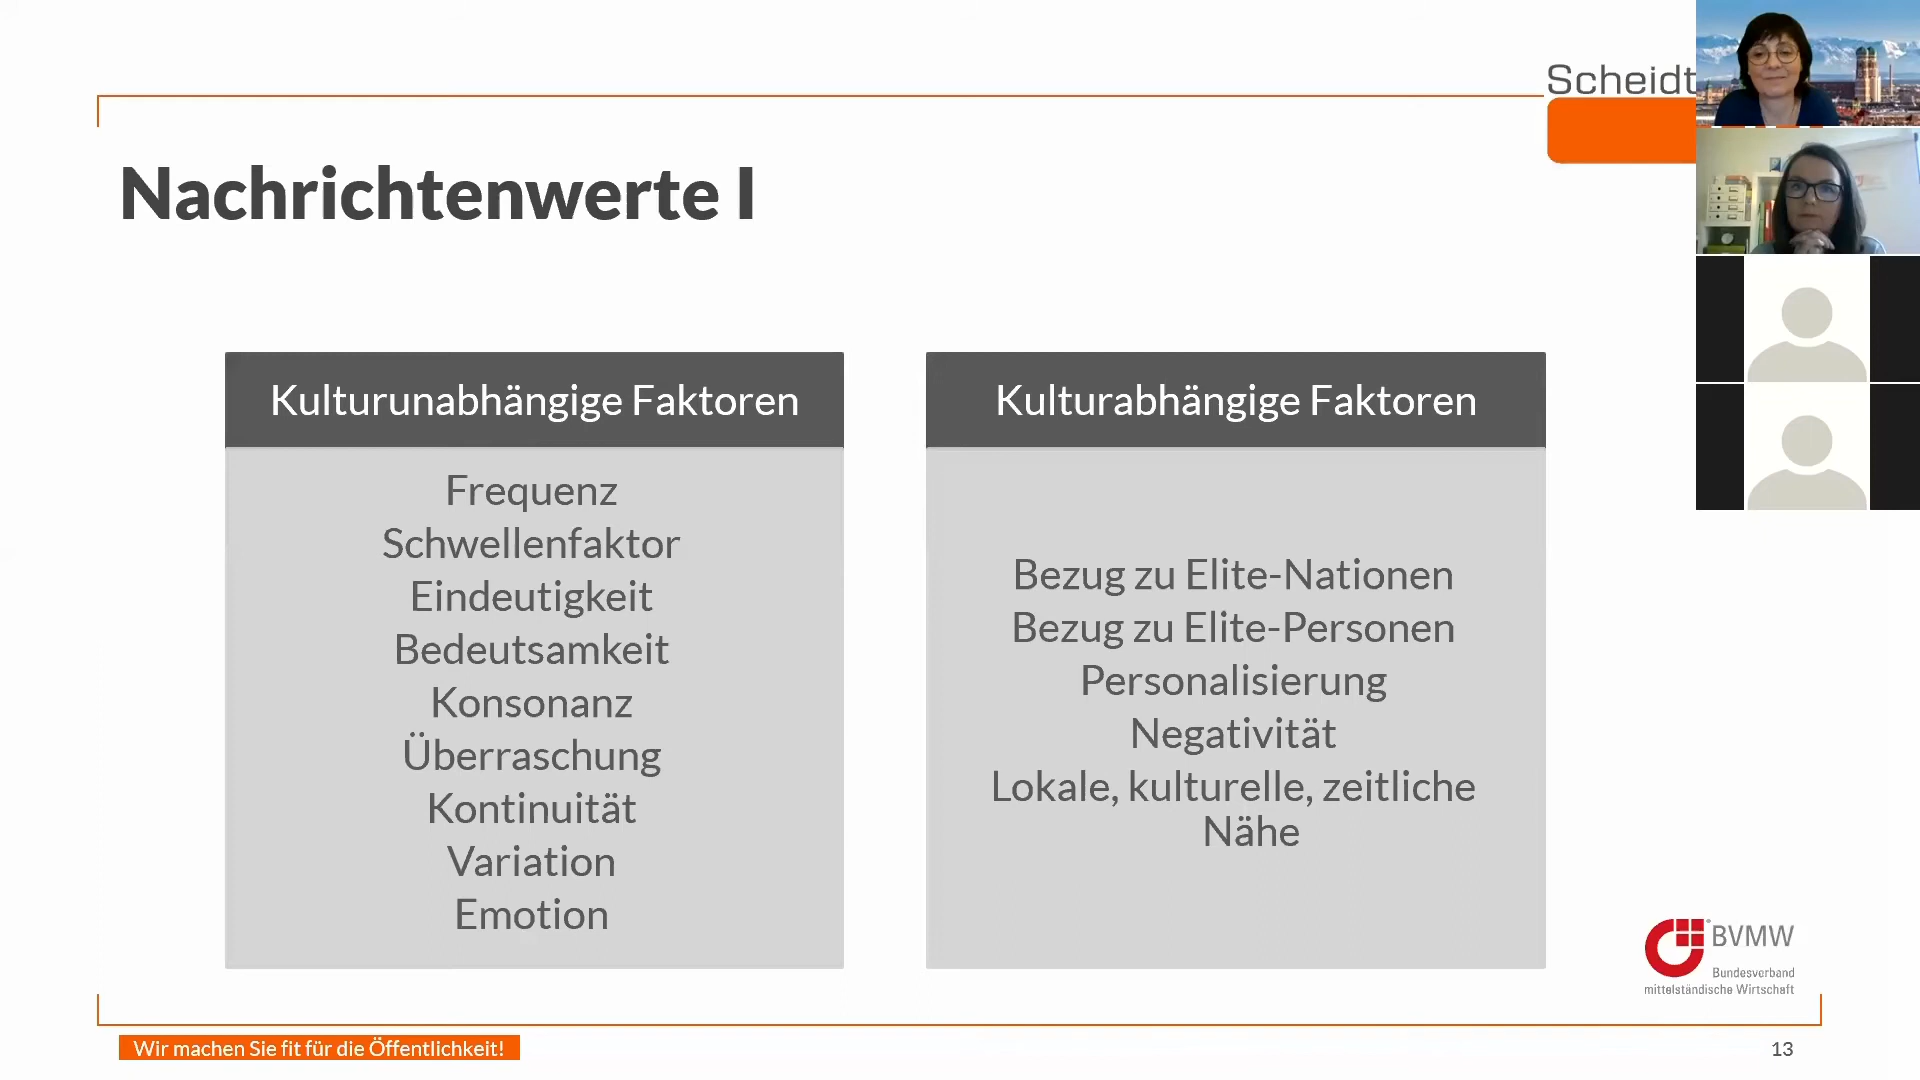 Scheidt
Nachrichtenwerte I
Kulturunabhängige Faktoren
Frequenz
Schwellenfaktor
Eindeutigkeit
Bedeutsamkeit
Konsonanz
Überraschung
Kontinuität
Variation
Emotion
Kulturabhängige Faktoren
Bezug zu Elite-Nationen
Bezug zu Elite-Personen
Personalisierung
Negativität
Lokale, kulturelle, zeitliche
Nähe
BVMW
Bundesverband
mittelständische Wirtschaft
Wir machen Sie fit für die Öffentlichkeit!
13